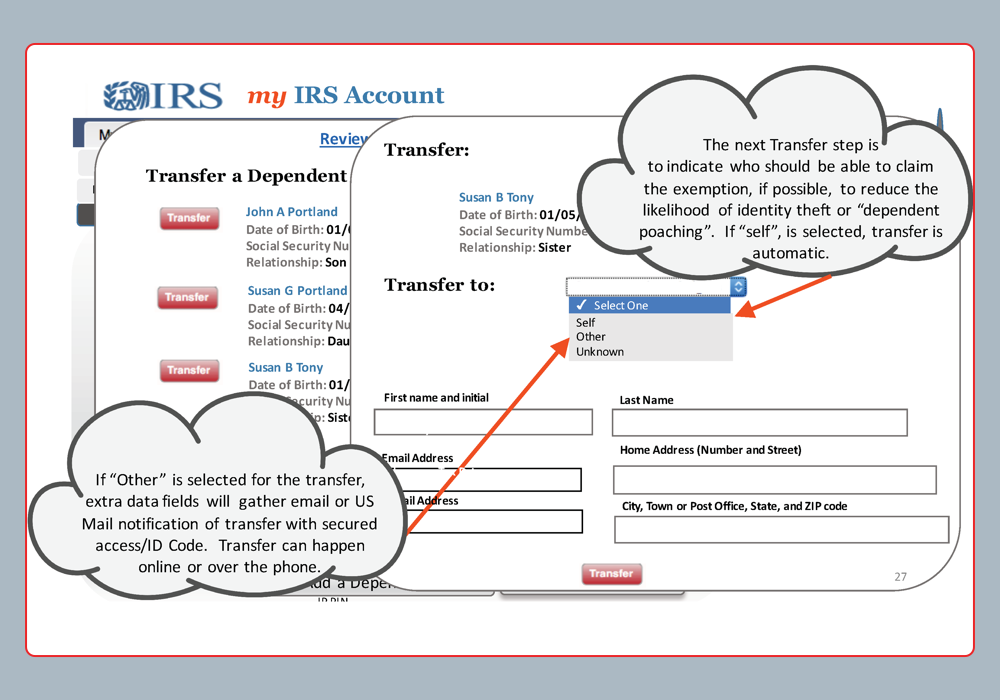 IRS my IRS Account
M
Review
Transfer a Dependent
Transfer
John A Portland
Date of Birth: 01/
Social Security Nu
Relationship: Son
Transfer
Susan G Portland
Date of Birth: 04/
Social Security Nu
Relationship: Dau
Transfer
Susan B Tony
Date of Birth: 01/
Social Security Nu
p: Siste
Transfer:
Susan B Tony
Date of Birth: 01/05/
Social Security Numbe
Relationship: Sister
Transfer to:
✓ Select One
Self
Other
Unknown
First name and initial
Last Name
Email Address
Home Address (Number and Street)
ail Address
City, Town or Post Office, State, and ZIP code
Transfer
27
The next Transfer step is
to indicate who should be able to claim
the exemption, if possible, to reduce the
likelihood of identity theft or “dependent
poaching”. If “self”, is selected, transfer is
automatic.
If “Other” is selected for the transfer,
extra data fields will gather email or US
Mail notification of transfer with secured
access/ID Code. Transfer can happen
online or over the phone.
dd a Depen
IP PIN